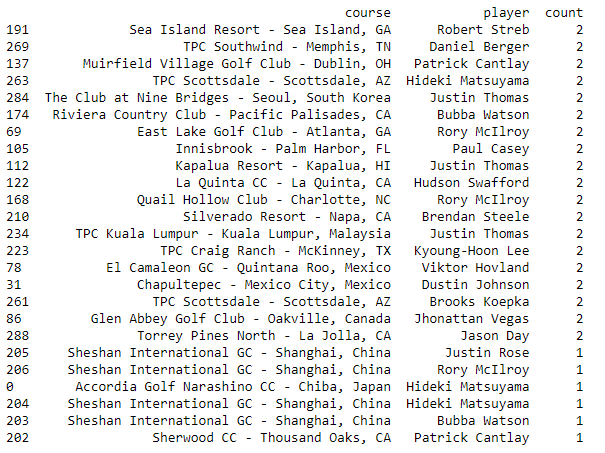 course player count
191 Sea Island Resort - Sea Island, GA Robert Streb 2
269 TPC Southwind - Memphis, TN Daniel Berger 2
137 Muirfield Village Golf Club - Dublin, OH Patrick Cantlay 2
263 TPC Scottsdale - Scottsdale, AZ Hideki Matsuyama 2
284 The Club at Nine Bridges - Seoul, South Korea Justin Thomas 2
174 Riviera Country Club - Pacific Palisades, CA Bubba Watson 2
69 East Lake Golf Club - Atlanta, GA Rory McIlroy 2
105 Innisbrook - Palm Harbor, FL Paul Casey 2
112 Kapalua Resort - Kapalua, HI Justin Thomas 2
122 La Quinta CC - La Quinta, CA Hudson Swafford 2
168 Quail Hollow Club - Charlotte, NC Rory McIlroy 2
210 Silverado Resort - Napa, CA Brendan Steele 2
234 TPC Kuala Lumpur - Kuala Lumpur, Malaysia Justin Thomas 2
223 TPC Craig Ranch - McKinney, TX Kyoung-Hoon Lee 2
78 El Camaleon GC - Quintana Roo, Mexico Viktor Hovland 2
31 Chapultepec - Mexico City, Mexico Dustin Johnson 2
261 TPC Scottsdale - Scottsdale, AZ Brooks Koepka 2
86 Glen Abbey Golf Club - Oakville, Canada Jhonattan Vegas 2
288 Torrey Pines North - La Jolla, CA Jason Day 2
205 Sheshan International GC - Shanghai, China Justin Rose 1
206 Sheshan International GC - Shanghai, China Rory McIlroy 1
0 Accordia Golf Narashino CC - Chiba, Japan Hideki Matsuyama 1
204 Sheshan International GC - Shanghai, China Hideki Matsuyama 1
203 Sheshan International GC - Shanghai, China Bubba Watson 1
202 Sherwood CC - Thousand Oaks, CA Patrick Cantlay 1